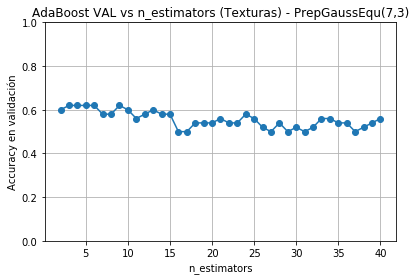 AdaBoost VAL vs n_estimators (Texturas) - PrepGaussEqu(7,3)
1.0
0.8
0.6
0.4
0.2
0.0
Accuracy en validación
5 10 15 20 25 30 35 40
n_estimators